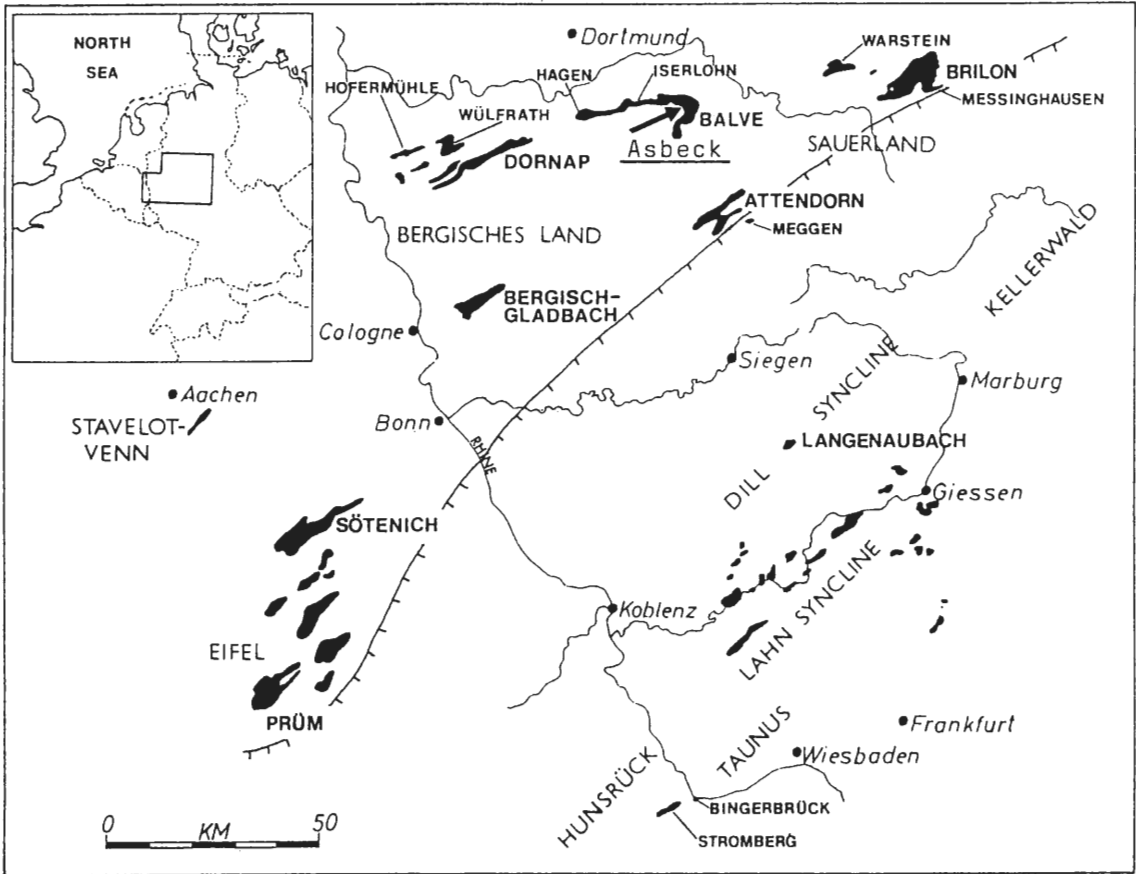 NORTH
SEA
Dortmund
WARSTEIN
HAGEN
ISERLOHN
BRILON
HOFERMÜHLE
MESSINGHAUSEN
WÜLFRATH
BALVE
SAUERLAND
Asbeck
DORNAP
ATTENDORN
MEGGEN
BERGISCHES LAND
KELLERWALD
BERGISCH-
GLADBACH
Cologne
Siegen
Marburg
Aachen
STAVELOT-
VENN
Bonn
RHINE
DILL SYNCLINE
LANGENAUBACH
Giessen
SÖTENICH
LAHN SYNCLINE
Koblenz
EIFEL
PRÜM
Frankfurt
TAUNUS
Wiesbaden
HUNSRÜCK
BINGERBRÜCK
STROMBERG
0 KM 50